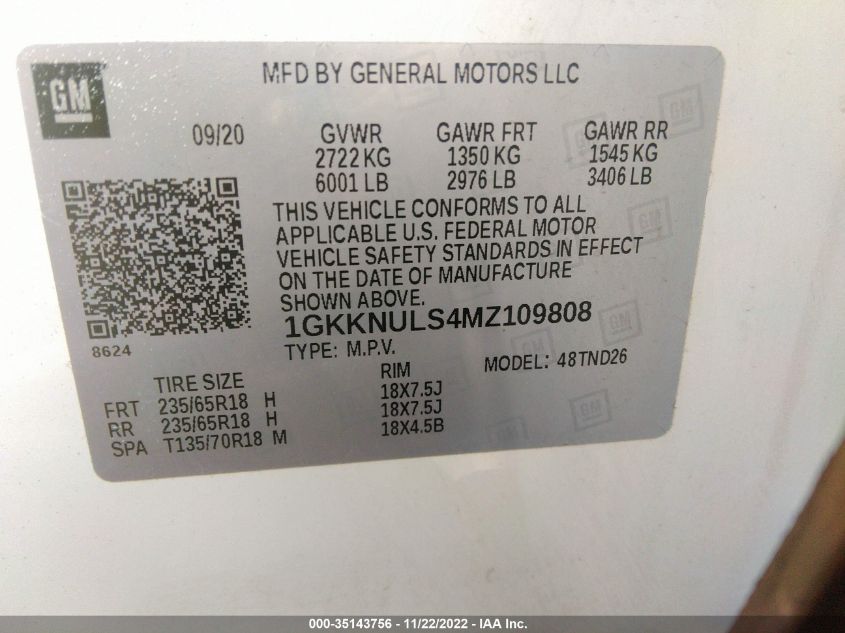 GM
MFD BY GENERAL MOTORS LLC
09/20 GVWR GAWR FRT GAWR RR
2722 KG 1350 KG 1545 KG
6001 LB 2976 LB 3406 LB
THIS VEHICLE CONFORMS TO ALL
APPLICABLE U.S. FEDERAL MOTOR
VEHICLE SAFETY STANDARDS IN EFFECT
ON THE DATE OF MANUFACTURE
SHOWN ABOVE.
1GKKNULS4MZ109808
8624
TYPE: M.P.V. MODEL: 48TND26
TIRE SIZE RIM
FRT 235/65R18 H 18X7.5J
RR 235/65R18 H 18X7.5J
SPA T135/70R18 M 18X4.5B
000-35143756 - 11/22/2022 - IAA Inc.